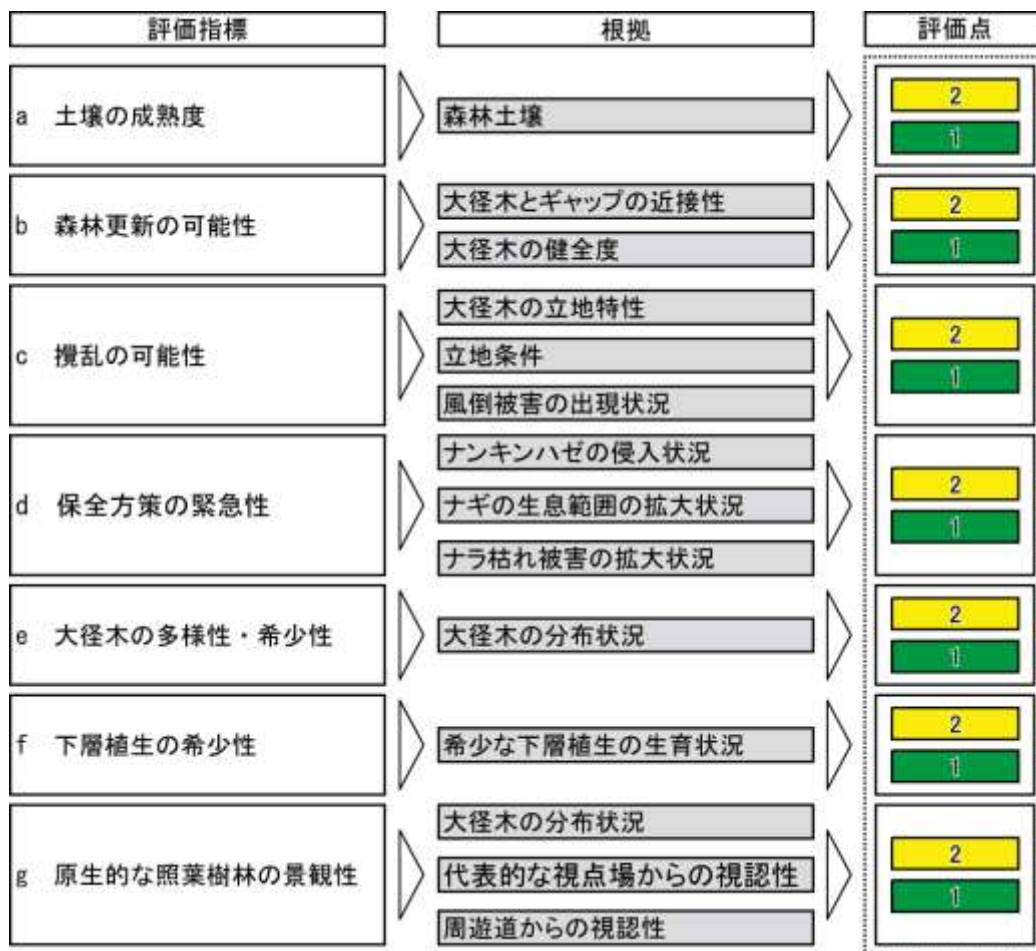 評価指標 根拠 評価点
a 土壌の成熟度
森林土壌
2
1
b 森林更新の可能性
大径木とギャップの近接性
大径木の健全度
2
1
c 攪乱の可能性
大径木の立地特性
立地条件
風倒被害の出現状況
2
1
d 保全方策の緊急性
ナンキンハゼの侵入状況
ナギの生息範囲の拡大状況
ナラ枯れ被害の拡大状況
2
1
e 大径木の多様性・希少性
大径木の分布状況
2
1
f 下層植生の希少性
希少な下層植生の生育状況
2
1
g 原生的な照葉樹林の景観性
大径木の分布状況
代表的な視点場からの視認性
周遊道からの視認性
2
1